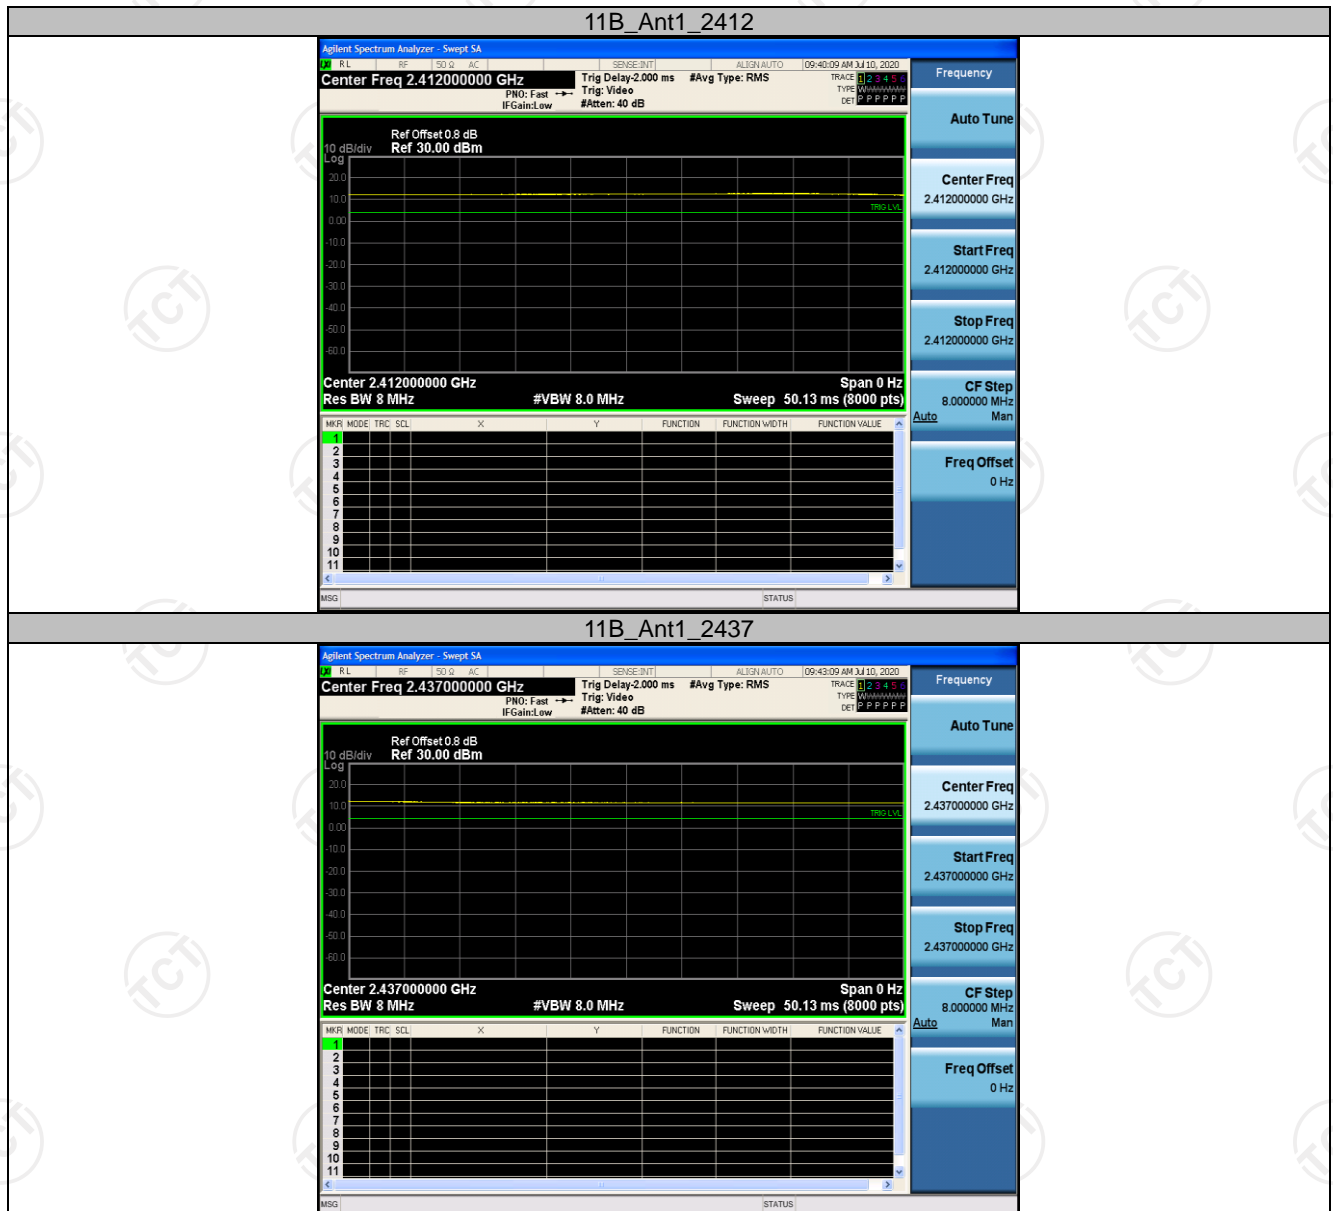 11B_Ant1_2412
Agilent Spectrum Analyzer - Swept SA
RL RF 50 Ω AC SENSE:INT ALIGN AUTO 09:40:09 AM Jul 10, 2020
Center Freq 2.412000000 GHz
PNO: Fast
IFGain:Low
Trig Delay-2.000 ms
Trig: Video
#Atten: 40 dB
#Avg Type: RMS
TRACE 1 2 3 4 5 6
TYPE
DET P P P P P P
Ref Offset 0.8 dB
10 dB/div Ref 30.00 dBm
Log
20.0
10.0
TRIG LVL
0.00
-10.0
-20.0
-30.0
-40.0
-50.0
-60.0
Center 2.412000000 GHz Span 0 Hz
Res BW 8 MHz #VBW 8.0 MHz Sweep 50.13 ms (8000 pts)
MKR MODE TRC SCL X Y FUNCTION FUNCTION WIDTH FUNCTION VALUE
1
2
3
4
5
6
7
8
9
10
11
MSG STATUS
Frequency
Auto Tune
Center Freq
2.412000000 GHz
Start Freq
2.412000000 GHz
Stop Freq
2.412000000 GHz
CF Step
8.000000 MHz
Auto Man
Freq Offset
0 Hz
11B_Ant1_2437
Agilent Spectrum Analyzer - Swept SA
RL RF 50 Ω AC SENSE:INT ALIGN AUTO 09:43:09 AM Jul 10, 2020
Center Freq 2.437000000 GHz
PNO: Fast
IFGain:Low
Trig Delay-2.000 ms
Trig: Video
#Atten: 40 dB
#Avg Type: RMS
TRACE 1 2 3 4 5 6
TYPE
DET P P P P P P
Ref Offset 0.8 dB
10 dB/div Ref 30.00 dBm
Log
20.0
10.0
TRIG LVL
0.00
-10.0
-20.0
-30.0
-40.0
-50.0
-60.0
Center 2.437000000 GHz Span 0 Hz
Res BW 8 MHz #VBW 8.0 MHz Sweep 50.13 ms (8000 pts)
MKR MODE TRC SCL X Y FUNCTION FUNCTION WIDTH FUNCTION VALUE
1
2
3
4
5
6
7
8
9
10
11
MSG STATUS
Frequency
Auto Tune
Center Freq
2.437000000 GHz
Start Freq
2.437000000 GHz
Stop Freq
2.437000000 GHz
CF Step
8.000000 MHz
Auto Man
Freq Offset
0 Hz
TCT